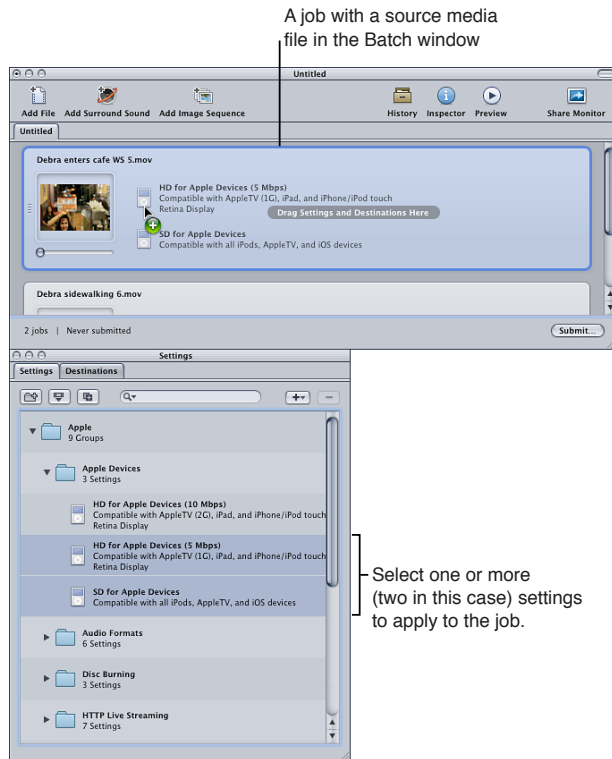 A job with a source media
file in the Batch window
Untitled
Add File Add Surround Sound Add Image Sequence History Inspector Preview Share Monitor
Untitled
Debra enters cafe WS 5.mov
HD for Apple Devices (5 Mbps)
Compatible with AppleTV (1G), iPad, and iPhone/iPod touch
Retina Display
Drag Settings and Destinations Here
SD for Apple Devices
Compatible with all iPods, AppleTV, and iOS devices
Debra sidewalking 6.mov
2 jobs | Never submitted
Submit...
Settings
Settings Destinations
Apple
9 Groups
Apple Devices
3 Settings
HD for Apple Devices (10 Mbps)
Compatible with AppleTV (2G), iPad, and iPhone/iPod touch
Retina Display
HD for Apple Devices (5 Mbps)
Compatible with AppleTV (1G), iPad, and iPhone/iPod touch
Retina Display
SD for Apple Devices
Compatible with all iPods, AppleTV, and iOS devices
Select one or more
(two in this case) settings
to apply to the job.
Audio Formats
6 Settings
Disc Burning
3 Settings
HTTP Live Streaming
7 Settings